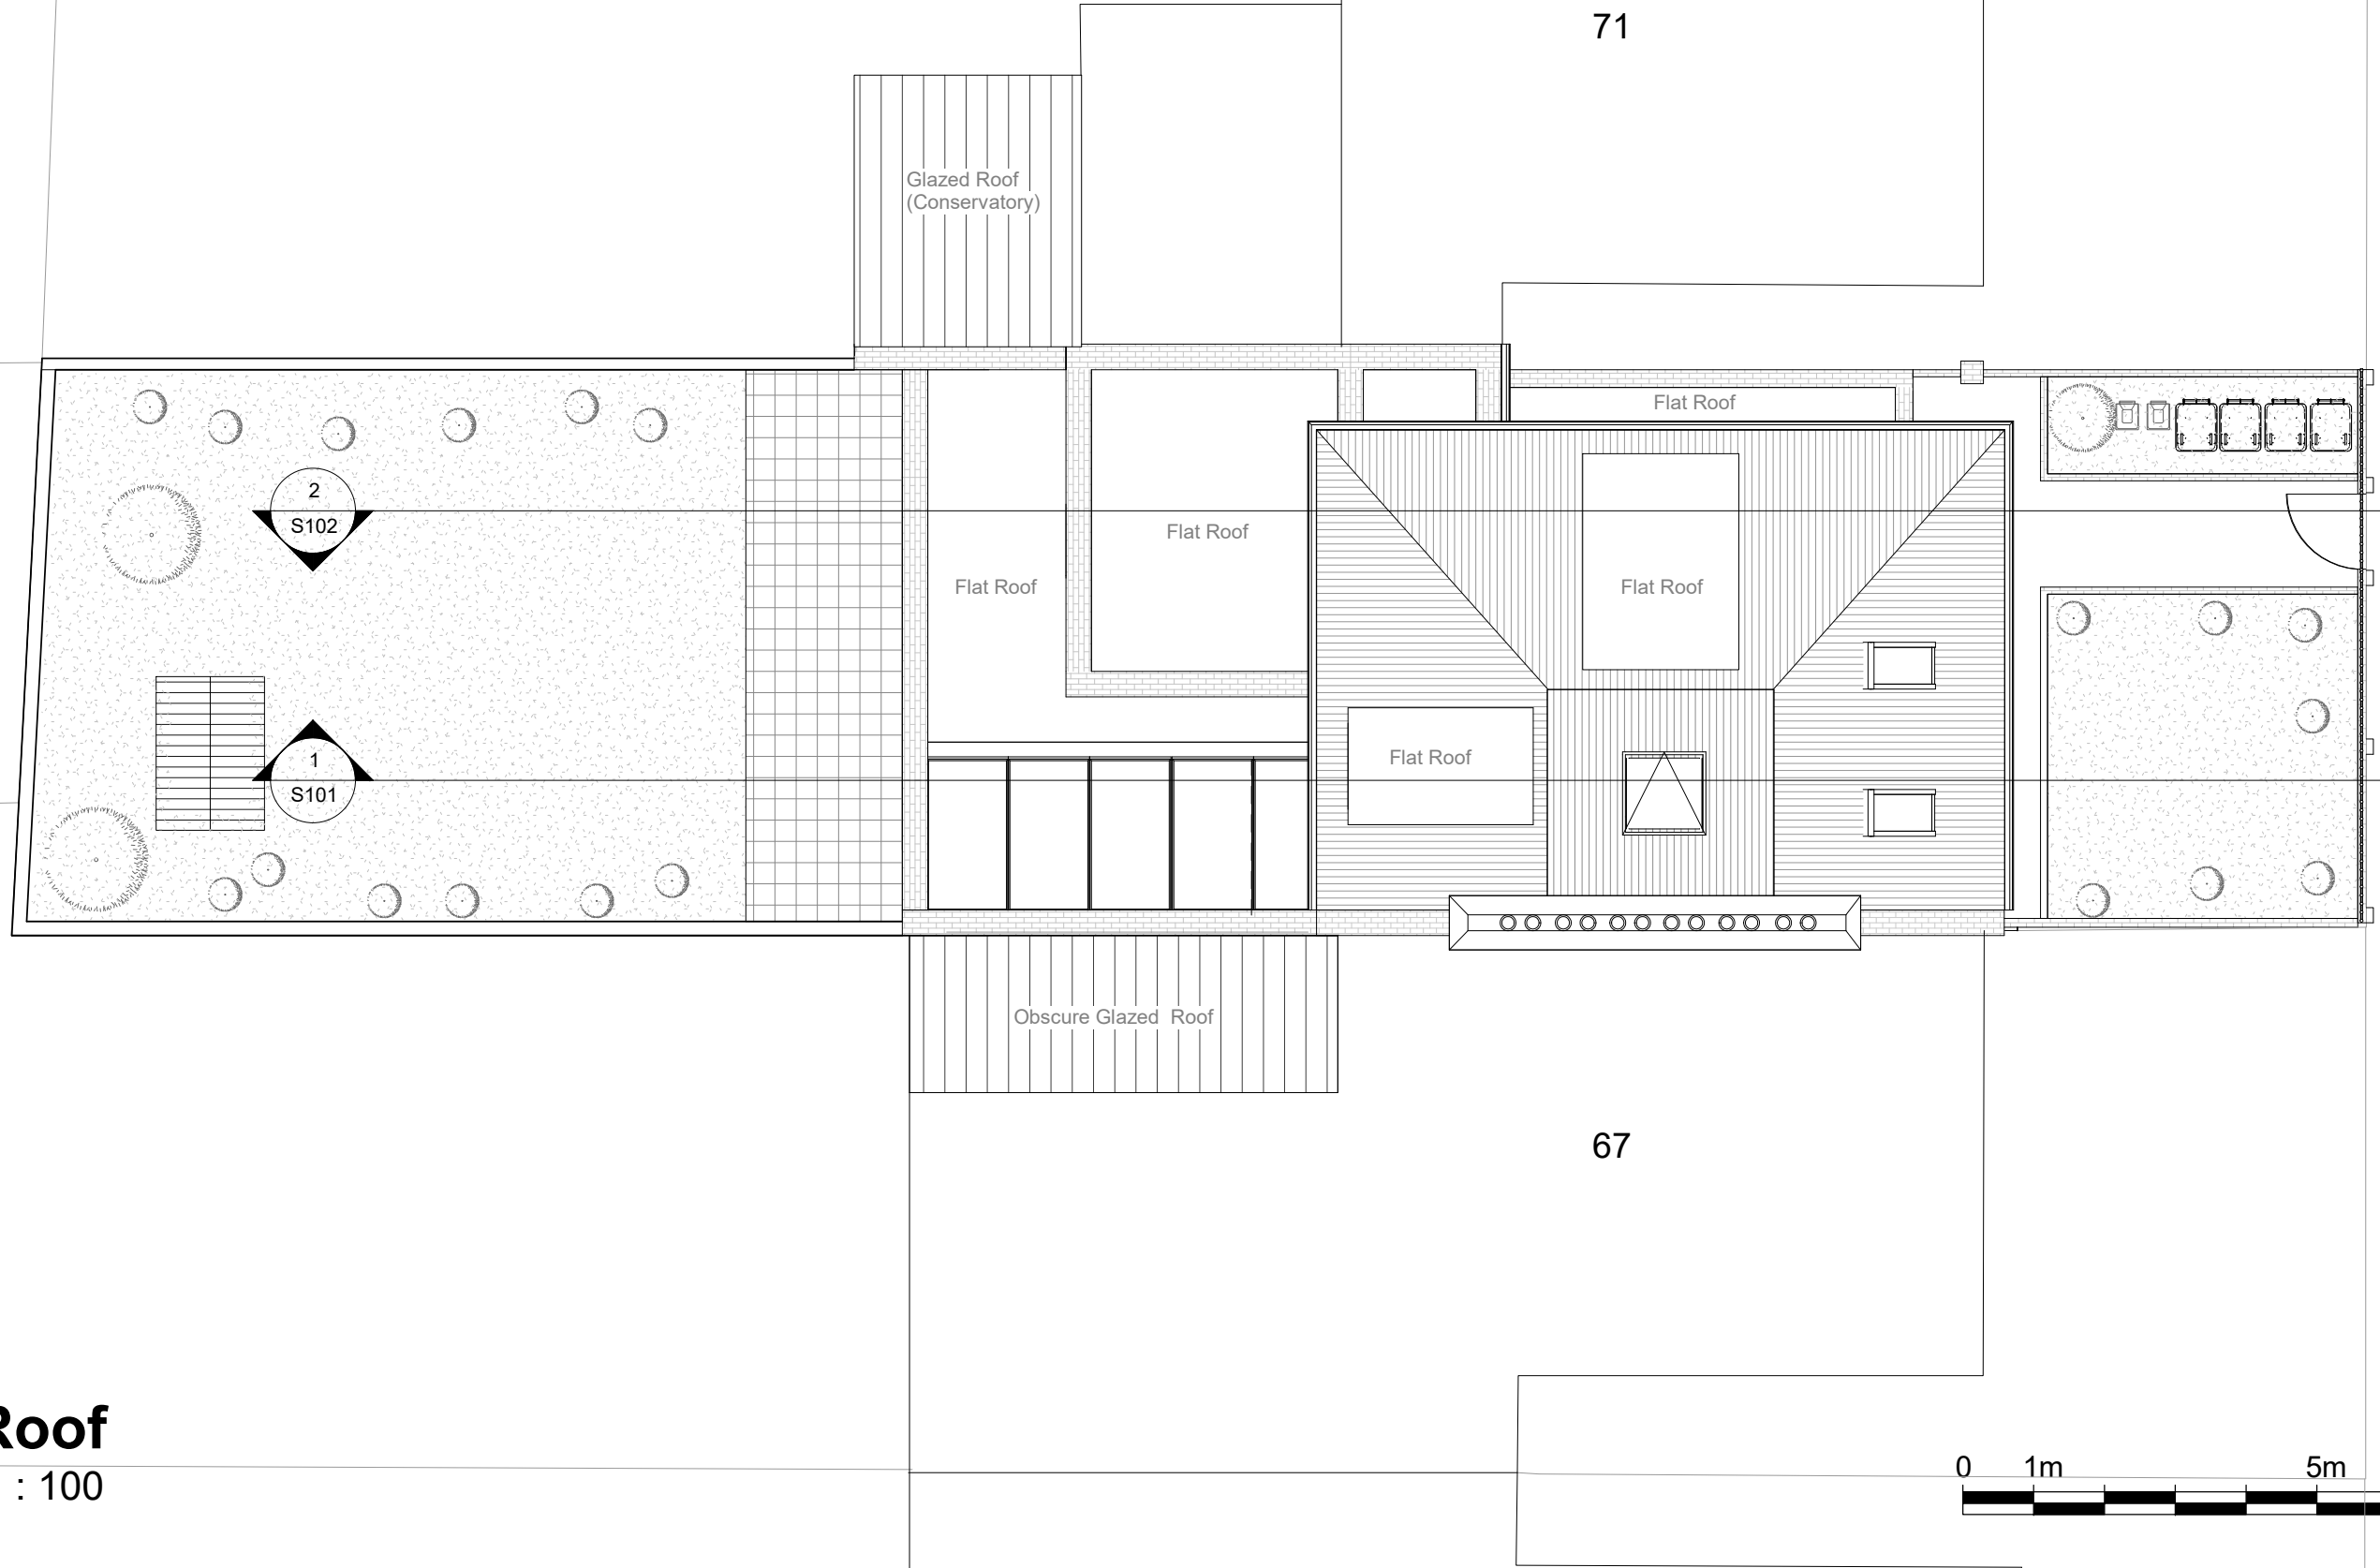 71
Glazed Roof
(Conservatory)
Flat Roof
2
S102
Flat Roof
Flat Roof
Flat Roof
Flat Roof
1
S101
Obscure Glazed Roof
67
Roof
: 100
0 1m 5m